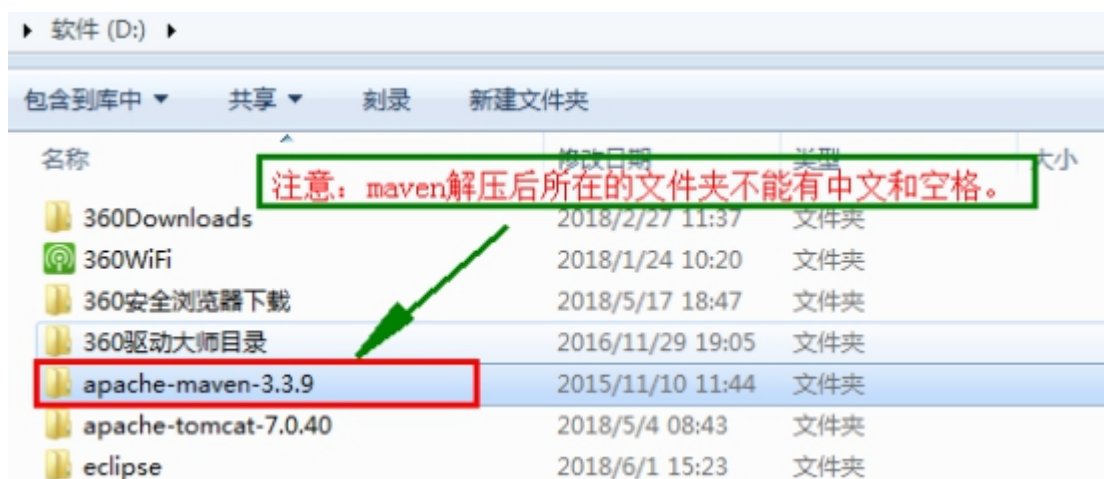 软件 (D:)
包含到库中 共享 刻录 新建文件夹
名称 修改日期 类型 大小
注意：maven解压后所在的文件夹不能有中文和空格。
360Downloads 2018/2/27 11:37 文件夹
360WiFi 2018/1/24 10:20 文件夹
360安全浏览器下载 2018/5/17 18:47 文件夹
360驱动大师目录 2016/11/29 19:05 文件夹
apache-maven-3.3.9 2015/11/10 11:44 文件夹
apache-tomcat-7.0.40 2018/5/4 08:43 文件夹
eclipse 2018/6/1 15:23 文件夹